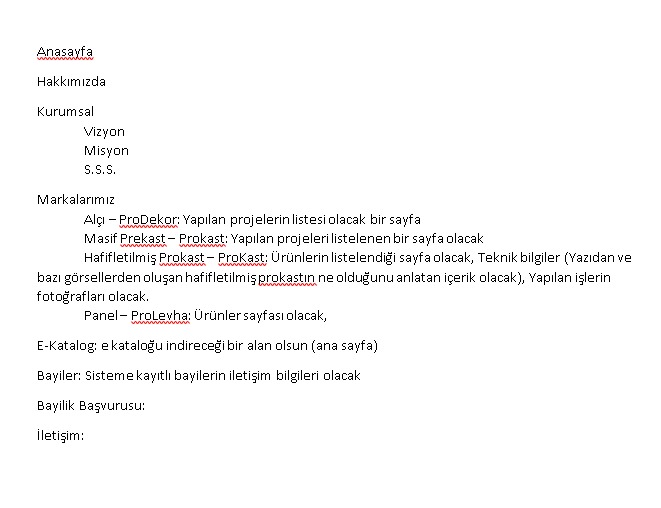 Anasayfa
Hakkımızda
Kurumsal
Vizyon
Misyon
S.S.S.
Markalarımız
Alçı – ProDekor: Yapılan projelerin listesi olacak bir sayfa
Masif Prekast – Prokast: Yapılan projeleri listelenen bir sayfa olacak
Hafifletilmiş Prokast – ProKast: Ürünlerin listelendiği sayfa olacak, Teknik bilgiler (Yazıdan ve
bazı görsellerden oluşan hafifletilmiş prokastın ne olduğunu anlatan içerik olacak), Yapılan işlerin
fotoğrafları olacak.
Panel – ProLevha: Ürünler sayfası olacak,
E-Katalog: e kataloğu indireceği bir alan olsun (ana sayfa)
Bayiler: Sisteme kayıtlı bayilerin iletişim bilgileri olacak
Bayilik Başvurusu:
İletişim: